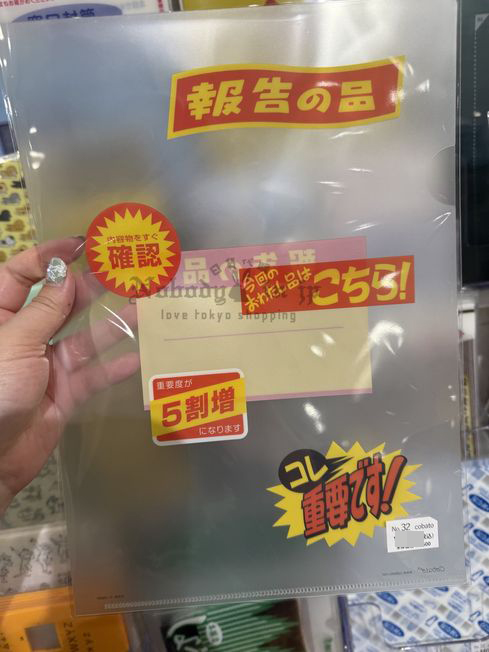 報告の品
内容物をすぐ
確認
今回の
おわたし品は
こちら!
Nobody
love tokyo shopping
重要度が
5割増
になります
コレ
重要です!
No.32 cobato